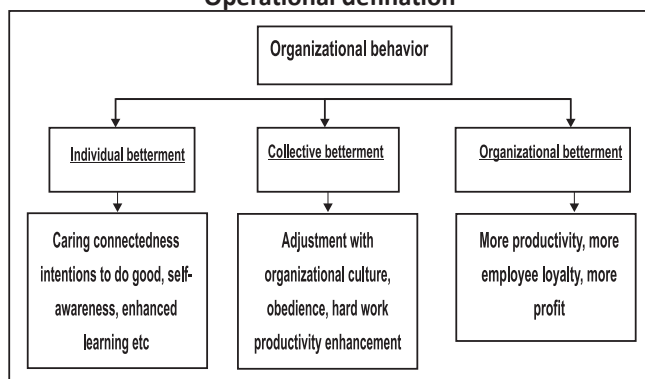 Operational defination
Organizational behavior
Individual betterment
Collective betterment
Organizational betterment
Caring connectedness
intentions to do good, self-
awareness, enhanced
learning etc
Adjustment with
organizational culture,
obedience, hard work
productivity enhancement
More productivity, more
employee loyalty, more
profit